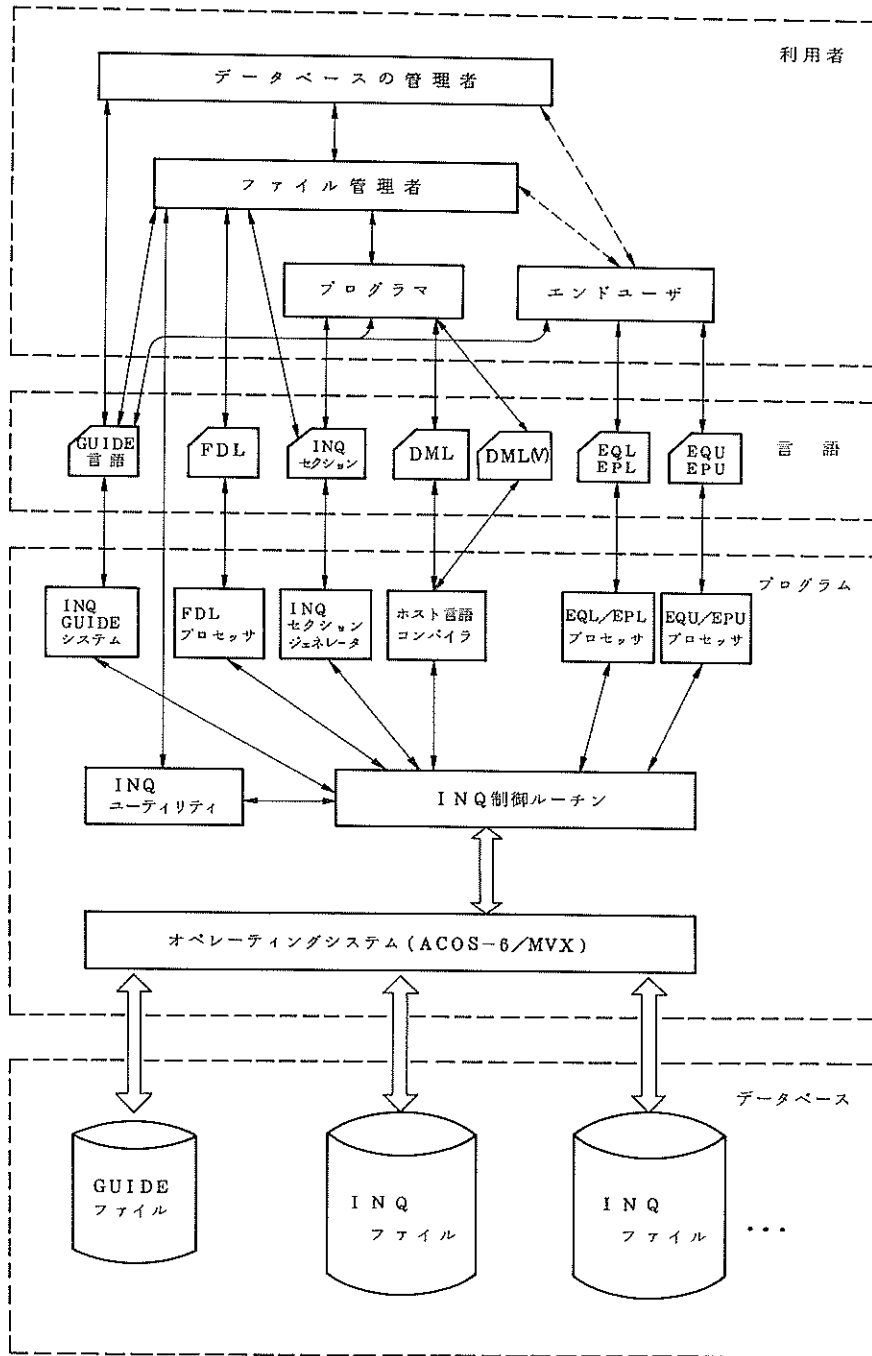 利用者
データベースの管理者
ファイル管理者
プログラマ
エンドユーザ
言語
GUIDE
言語
FDL
INQ
セクション
DML
DML(V)
EQL
EPL
EQU
EPU
プログラム
INQ
GUIDE
システム
FDL
プロセッサ
INQ
セクション
ジェネレータ
ホスト言語
コンパイラ
EQL/EPL
プロセッサ
EQU/EPU
プロセッサ
INQ
ユーティリティ
INQ制御ルーチン
オペレーティングシステム(ACOS-6/MVX)
データベース
GUIDE
ファイル
INQ
ファイル
INQ
ファイル
...